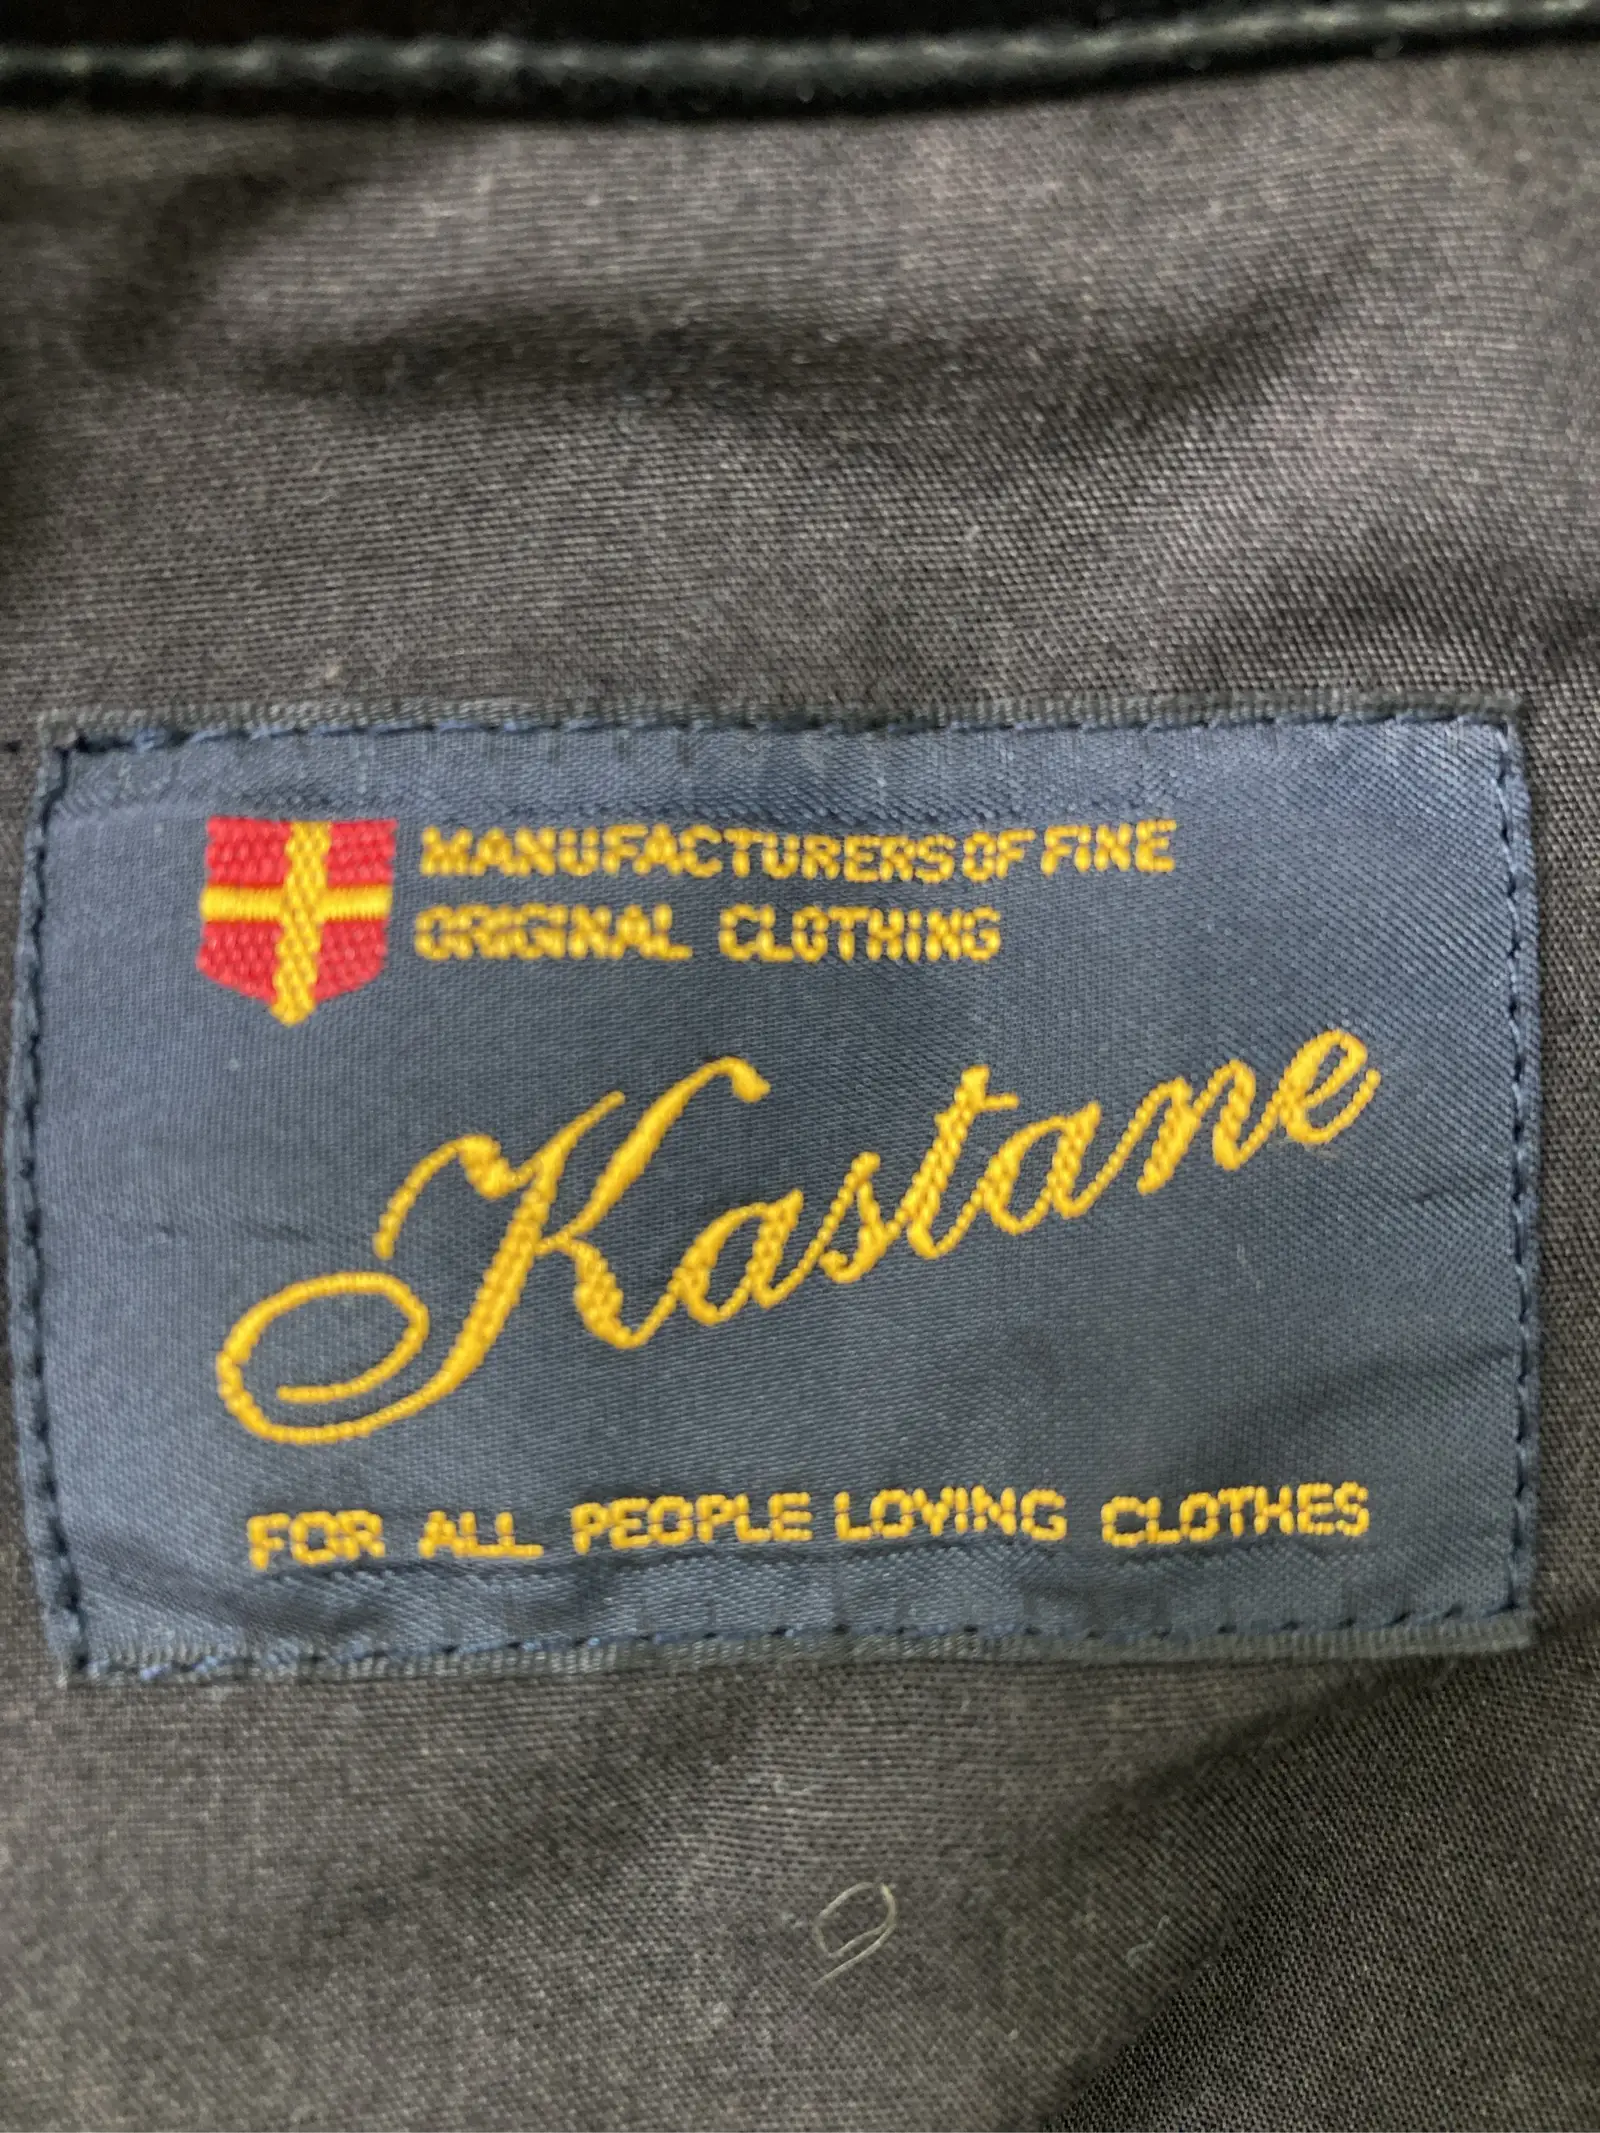 MANUFACTURERS OF FINE
ORIGINAL CLOTHING
Kastane
FOR ALL PEOPLE LOVING CLOTHES